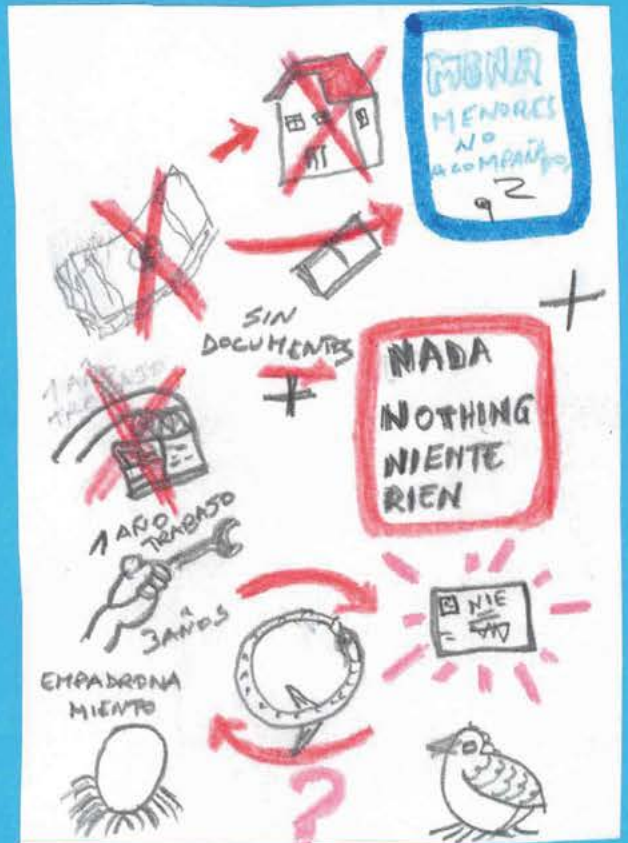 MENA
MENORES
NO
ACOMPAÑADOS
SIN
DOCUMENTOS
NADA
NOTHING
NIENTE
RIEN
1 AÑO
TRABAJO
1 AÑO
TRABAJO
3 AÑOS
NIE
EMPADRONA
MIENTO
?